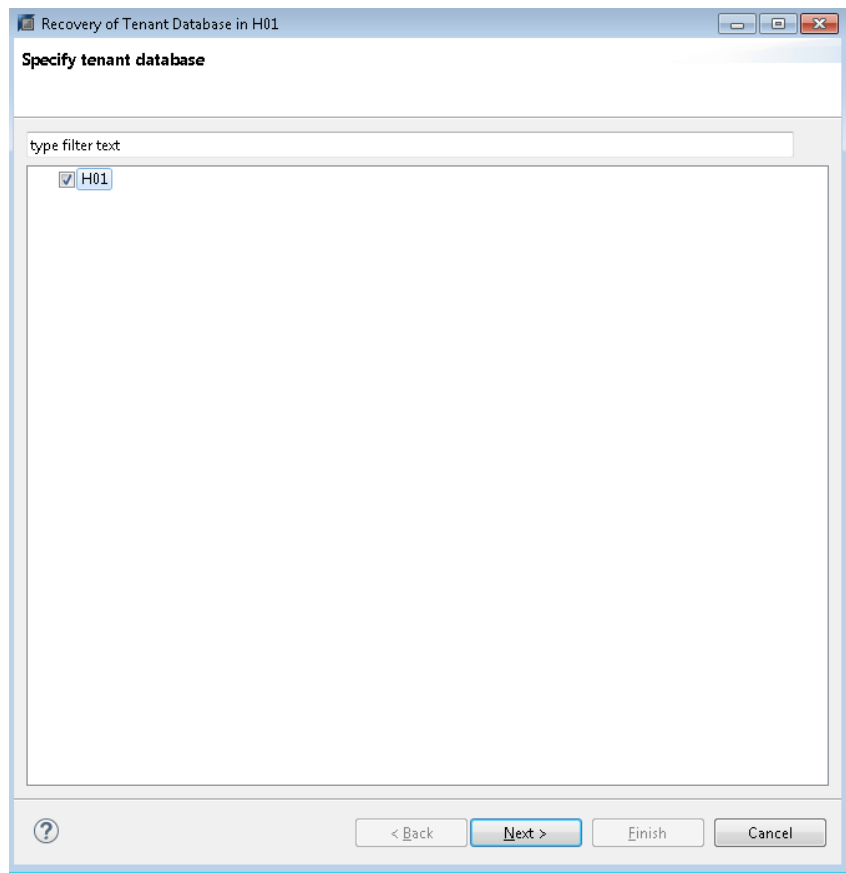 Recovery of Tenant Database in H01
Specify tenant database
type filter text
H01
?
< Back
Next >
Finish
Cancel